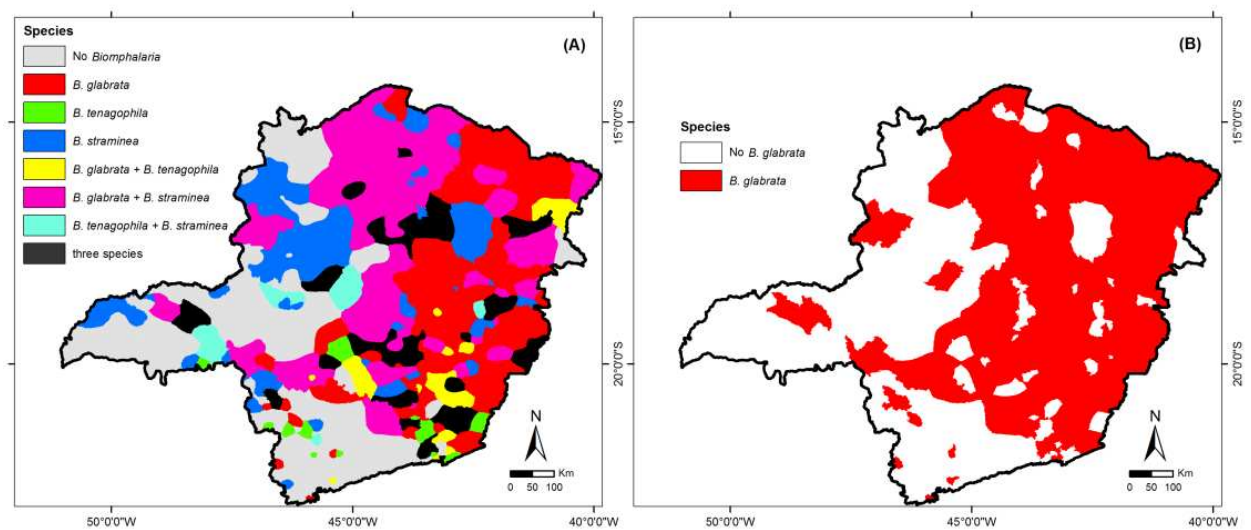 Species
No Biomphalaria
B. glabrata
B. tenagophila
B. straminea
B. glabrata + B. tenagophila
B. glabrata + B. straminea
B. tenagophila + B. straminea
three species
(A)
N
Km
0 50 100
50°0'0"W
45°0'0"W
40°0'0"W
15°0'0"S
20°0'0"S
(B)
Species
No B. glabrata
B. glabrata
N
Km
0 50 100
50°0'0"W
45°0'0"W
40°0'0"W
15°0'0"S
20°0'0"S